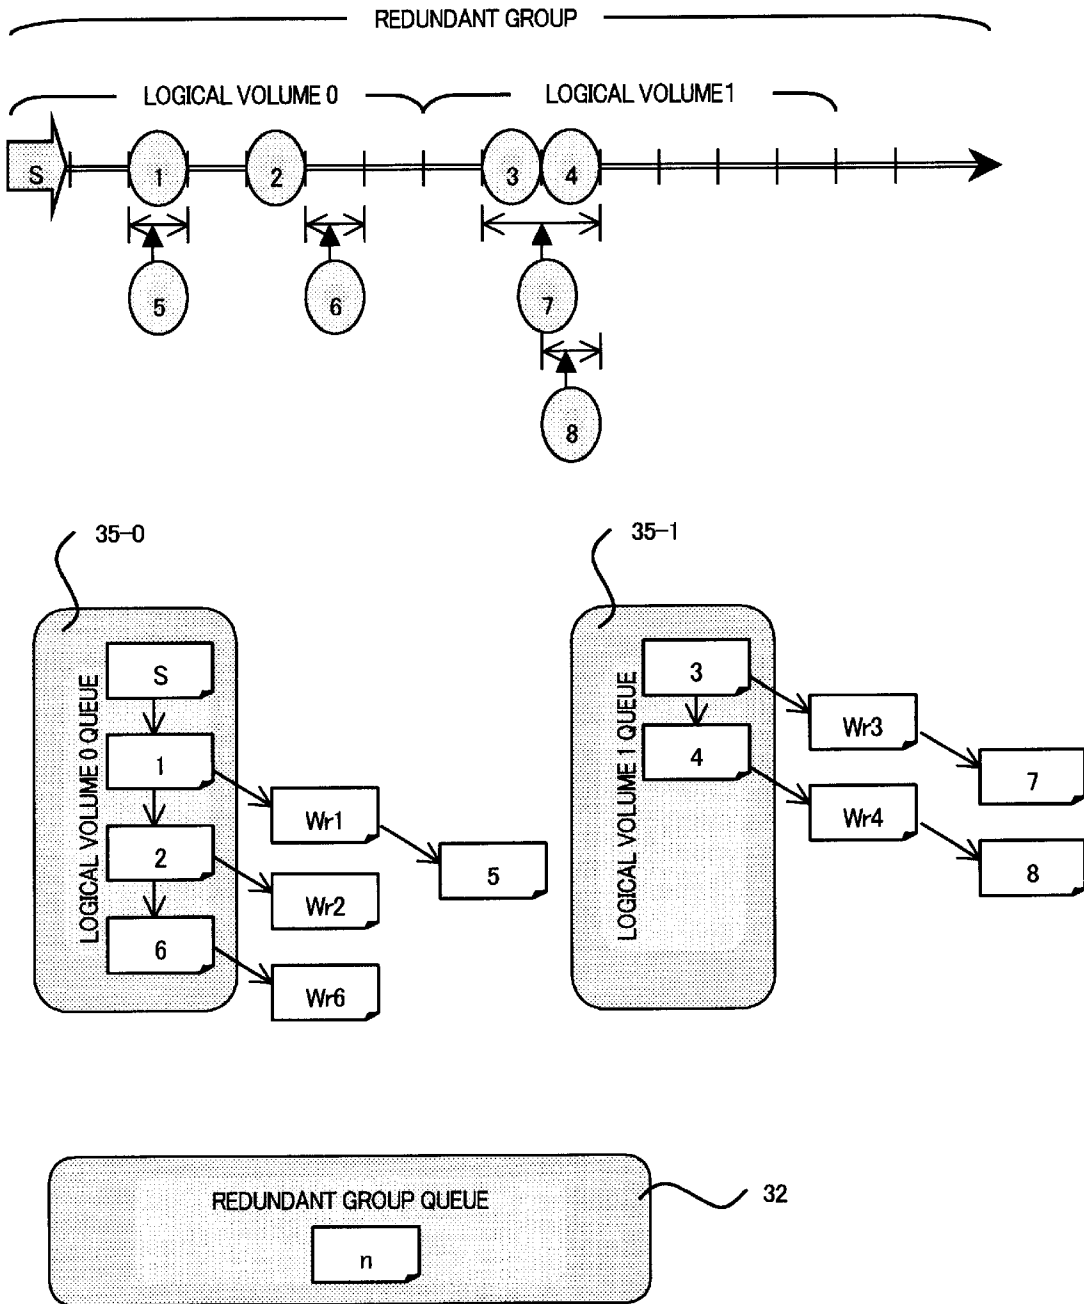 REDUNDANT GROUP
LOGICAL VOLUME 0
LOGICAL VOLUME1
S
1
2
3
4
5
6
7
8
35-0
LOGICAL VOLUME 0 QUEUE
S
1
2
6
Wr1
5
Wr2
Wr6
35-1
LOGICAL VOLUME 1 QUEUE
3
4
Wr3
7
Wr4
8
REDUNDANT GROUP QUEUE
32
n